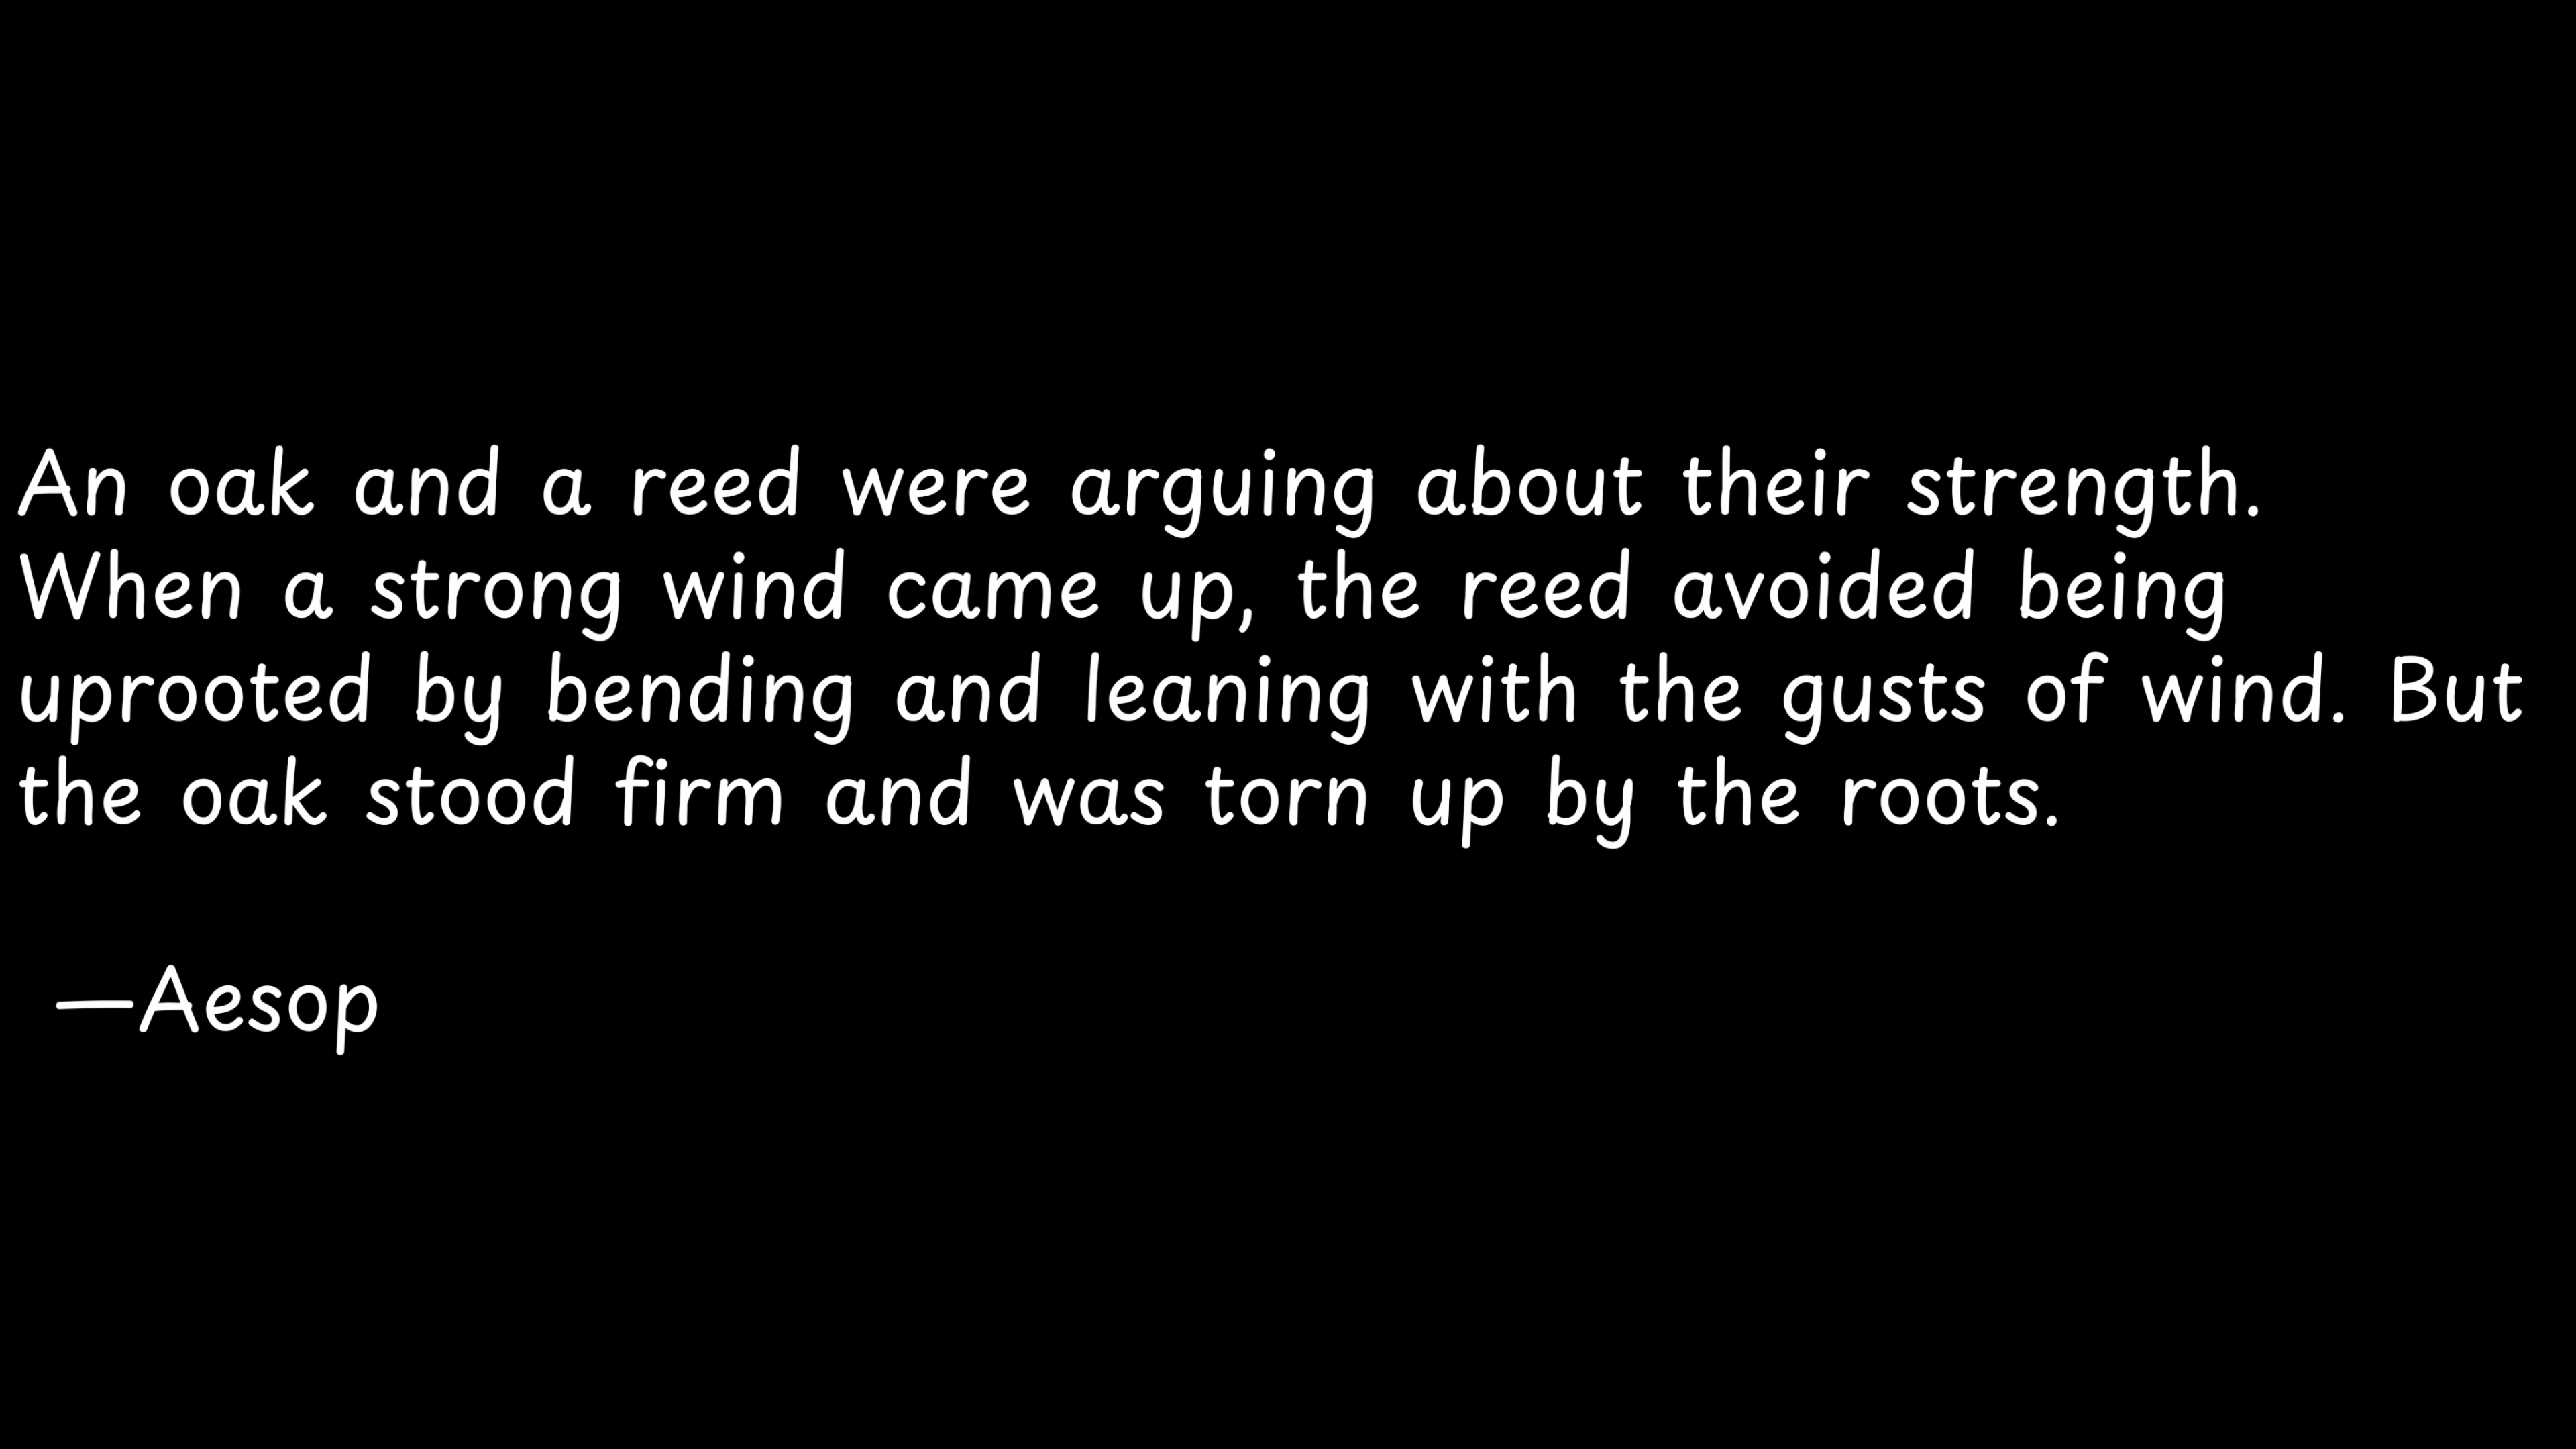 An oak and a reed were arguing about their strength.
When a strong wind came up, the reed avoided being
uprooted by bending and leaning with the gusts of wind. But
the oak stood firm and was torn up by the roots.
—Aesop